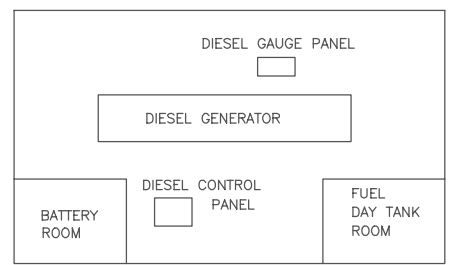 DIESEL GAUGE PANEL
DIESEL GENERATOR
DIESEL CONTROL
PANEL
BATTERY
ROOM
FUEL
DAY TANK
ROOM